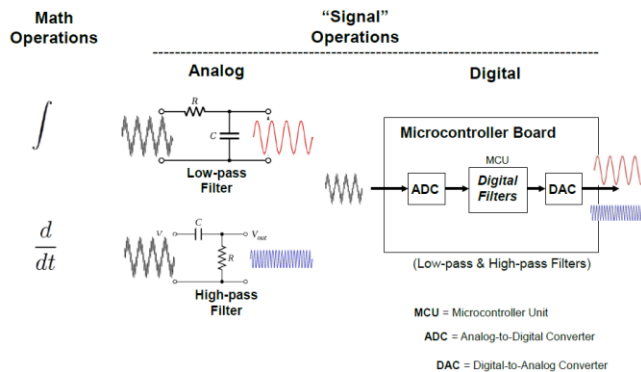 Math
Operations
“Signal”
Operations
Analog
Digital
∫
R
C
Low-pass
Filter
Microcontroller Board
MCU
ADC
Digital
Filters
DAC
(Low-pass & High-pass Filters)
d
dt
V
C
V_out
R
High-pass
Filter
MCU = Microcontroller Unit
ADC = Analog-to-Digital Converter
DAC = Digital-to-Analog Converter